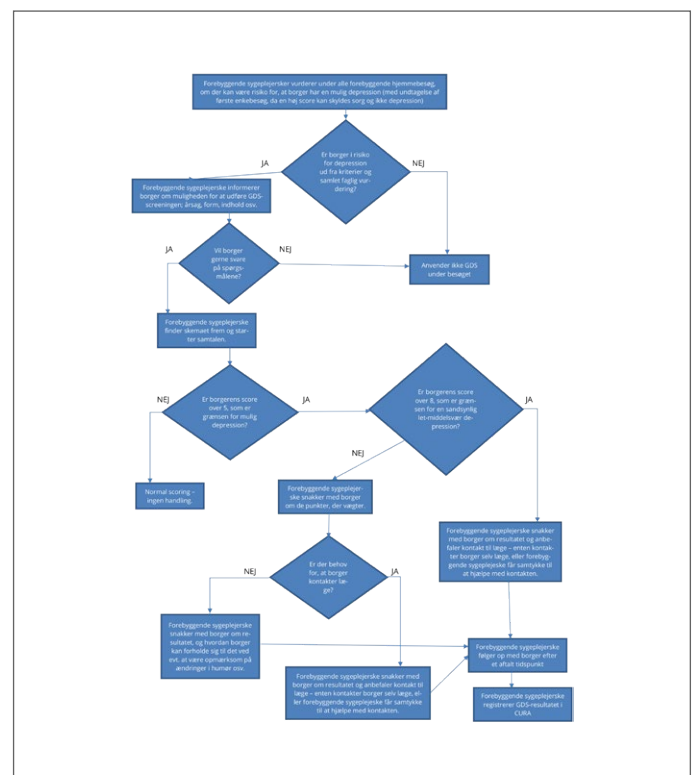 Forebyggende sygeplejersker vurderer under alle forebyggende hjemmebesøg,
om der kan være risiko for, at borger har en mulig depression (med undtagelse af
første enkebesøg, da en høj score kan skyldes sorg og ikke depression)
Er borger i risiko
for depression
ud fra kriterier og
samlet faglig vur-
dering?
JA
NEJ
Forebyggende sygeplejerske informerer
borger om muligheden for at udføre GDS-
screeningen; årsag, form, indhold osv.
Vil borger
gerne svare
på spørgs-
målene?
JA
NEJ
Anvender ikke GDS
under besøget
Forebyggende sygeplejerske
finder skemaet frem og star-
ter samtalen.
Er borgerens score
over 5, som er
grænsen for mulig
depression?
NEJ
JA
Er borgerens score
over 8, som er græn-
sen for en sandsynlig
let-middelsvær de-
pression?
JA
NEJ
Normal scoring –
ingen handling.
Forebyggende sygeplejer-
ske snakker med borger
om de punkter, der vægter.
Forebyggende sygeplejerske snakker
med borger om resultatet og anbe-
faler kontakt til læge – enten kontak-
ter borger selv læge, eller forebyg-
gende sygeplejeske får samtykke til
at hjælpe med kontakten.
Er der behov
for, at borger
kontakter læ-
ge?
NEJ
JA
Forebyggende sygeplejerske
snakker med borger om re-
sultatet, og hvordan borger
kan forholde sig til det ved
evt. at være opmærksom på
ændringer i humør osv.
Forebyggende sygeplejerske snakker med
borger om resultatet og anbefaler kontakt til
læge – enten kontakter borger selv læge, el-
ler forebyggende sygeplejeske får samtykke
til at hjælpe med kontakten.
Forebyggende sygeplejerske
følger op med borger efter
et aftalt tidspunkt
Forebyggende sygeplejerske
registrerer GDS-resultatet i
CURA